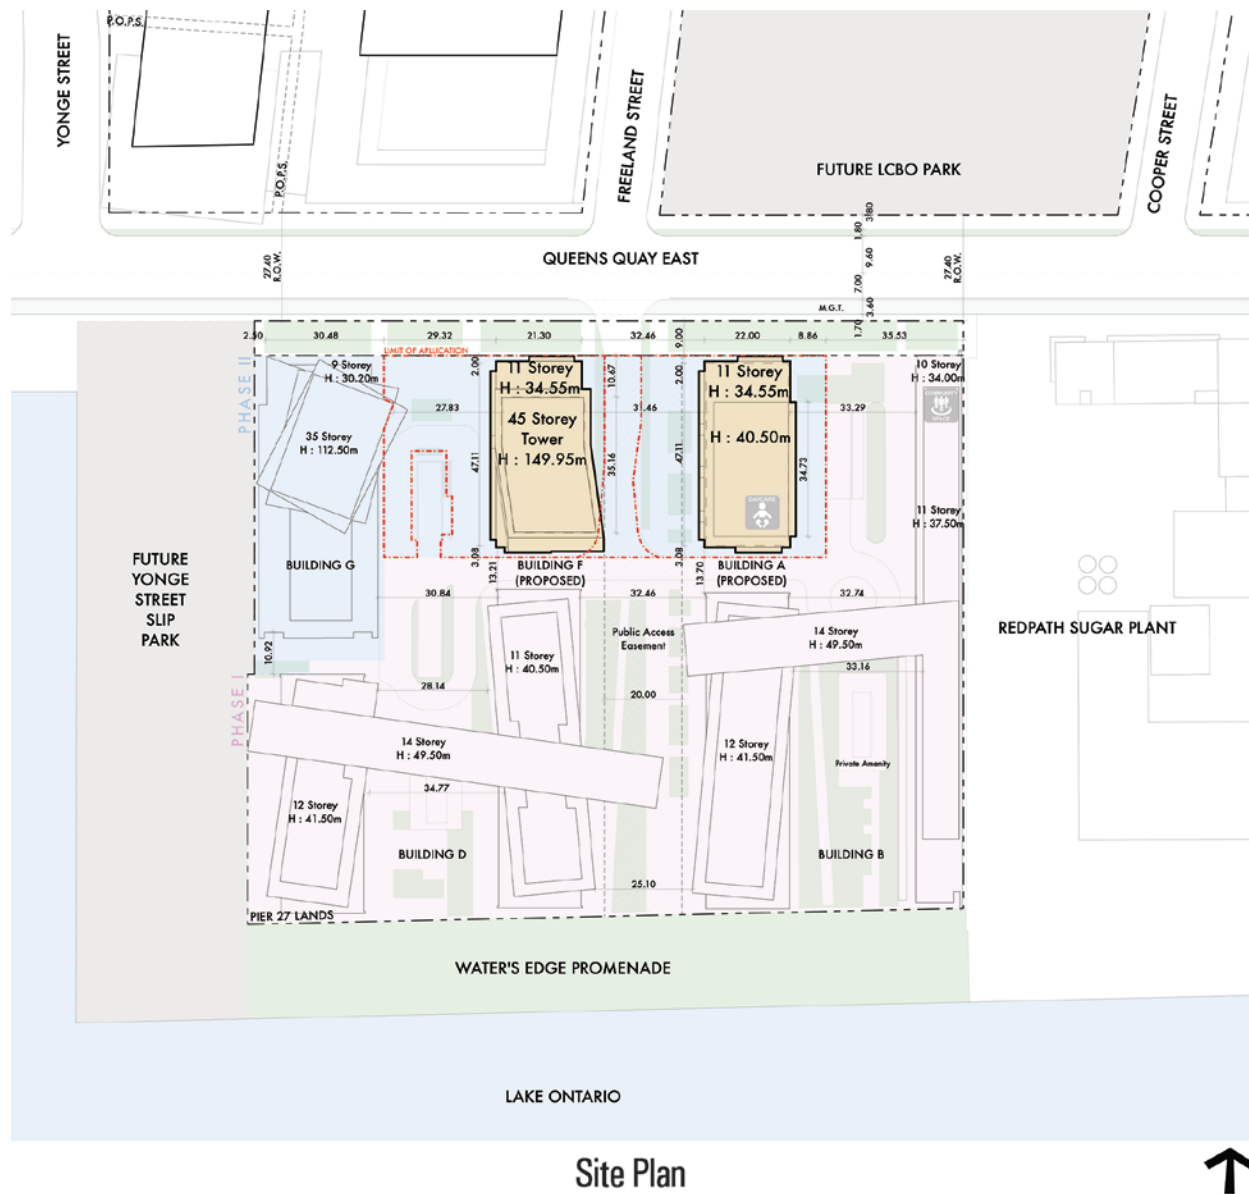 P.O.P.S.
YONGE STREET
P.O.P.S.
FREELAND STREET
FUTURE LCBO PARK
COOPER STREET
QUEENS QUAY EAST
27.40
R.O.W.
3.80
1.80
9.60
7.00
3.60
1.70
27.40
R.O.W.
M.G.T.
2.50
30.48
29.32
21.30
32.46
9.00
22.00
8.86
35.53
LIMIT OF APLLICATION
PHASE II
9 Storey
H : 30.20m
35 Storey
H : 112.50m
2.00
11 Storey
H : 34.55m
45 Storey
Tower
H : 149.95m
10.67
2.00
11 Storey
H : 34.55m
H : 40.50m
10 Storey
H : 34.00m
COMMUNITY
SPACE
27.83
31.46
33.29
47.11
35.16
47.11
34.73
DAYCARE
11 Storey
H : 37.50m
3.08
3.08
BUILDING G
13.21
BUILDING F
(PROPOSED)
13.70
BUILDING A
(PROPOSED)
FUTURE
YONGE
STREET
SLIP
PARK
30.84
32.46
32.74
Public Access
Easement
14 Storey
H : 49.50m
REDPATH SUGAR PLANT
10.92
11 Storey
H : 40.50m
33.16
PHASE I
28.14
20.00
14 Storey
H : 49.50m
12 Storey
H : 41.50m
Private Amenity
34.77
12 Storey
H : 41.50m
BUILDING D
BUILDING B
25.10
PIER 27 LANDS
WATER'S EDGE PROMENADE
LAKE ONTARIO
Site Plan